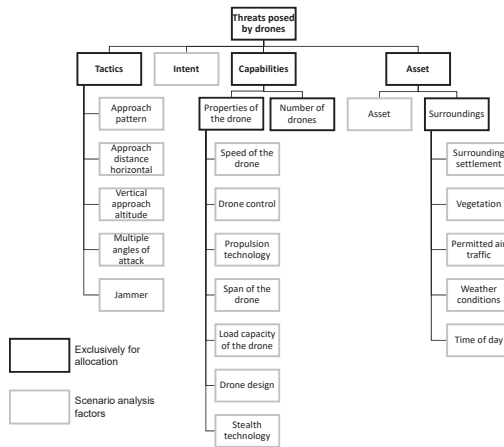 Threats posed
by drones
Tactics
Intent
Capabilities
Asset
Approach
pattern
Approach
distance
horizontal
Vertical
approach
altitude
Multiple
angles of
attack
Jammer
Properties of
the drone
Number of
drones
Speed of the
drone
Drone control
Propulsion
technology
Span of the
drone
Load capacity
of the drone
Drone design
Stealth
technology
Asset
Surroundings
Surrounding
settlement
Vegetation
Permitted air
traffic
Weather
conditions
Time of day
Exclusively for
allocation
Scenario analysis
factors